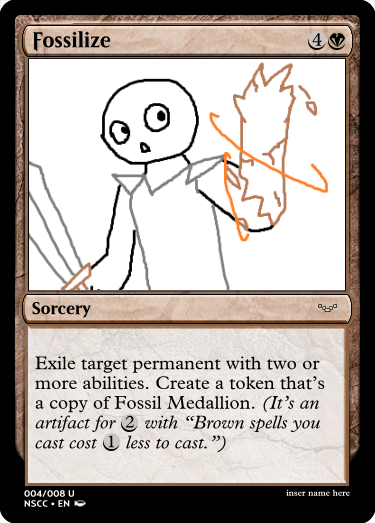 Fossilize 4
Sorcery
Exile target permanent with two or
more abilities. Create a token that's
a copy of Fossil Medallion. (It's an
artifact for 2 with “Brown spells you
cast cost 1 less to cast.”)
004/008 U
NSCC • EN
inser name here